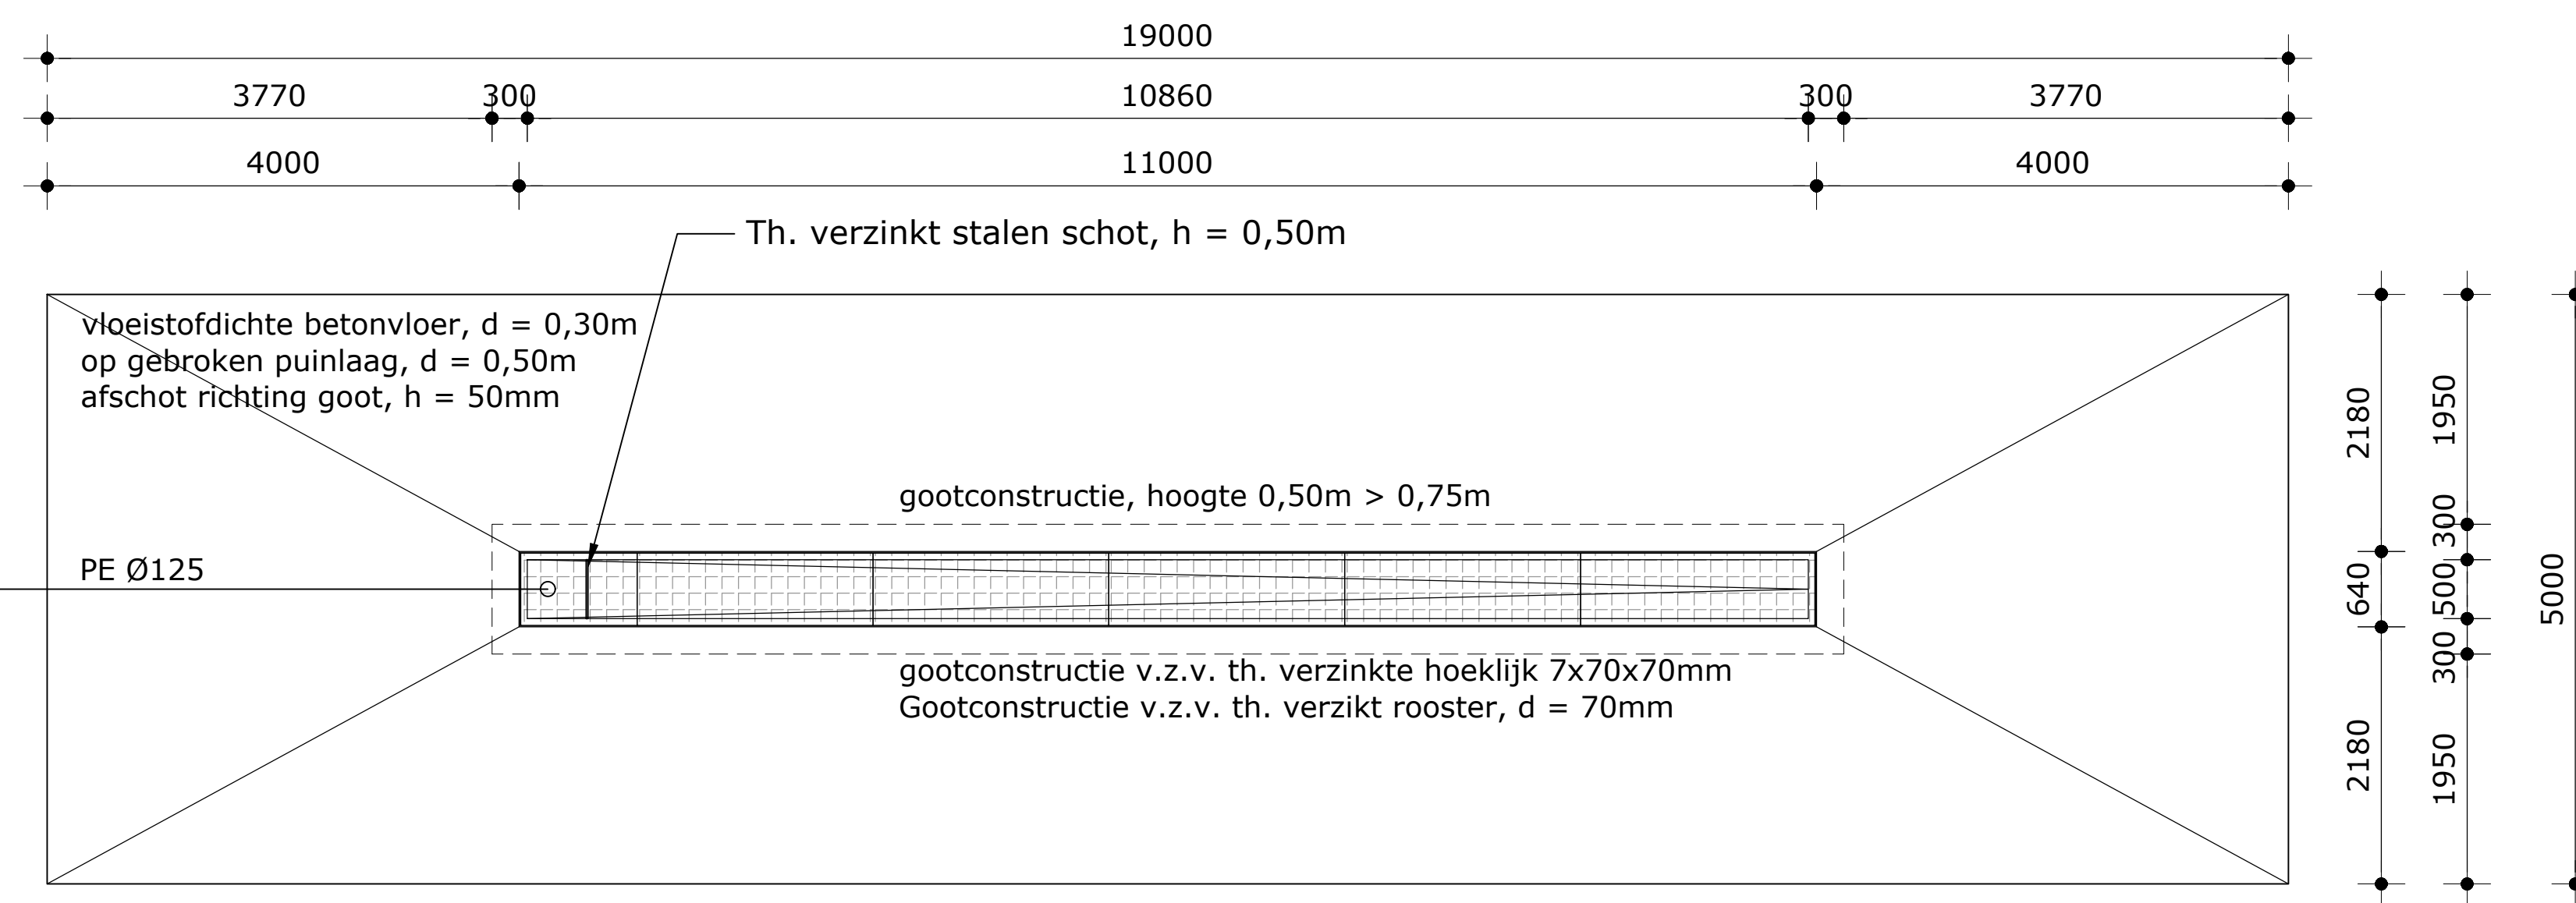 19000
3770 300 10860 300 3770
4000 11000 4000
Th. verzinkt stalen schot, h = 0,50m
vloeistofdichte betonvloer, d = 0,30m
op gebroken puinlaag, d = 0,50m
afschot richting goot, h = 50mm
gootconstructie, hoogte 0,50m > 0,75m
PE Ø125
gootconstructie v.z.v. th. verzinkte hoeklijk 7x70x70mm
Gootconstructie v.z.v. th. verzikt rooster, d = 70mm
2180 640 2180
1950 300 500 300 1950
5000